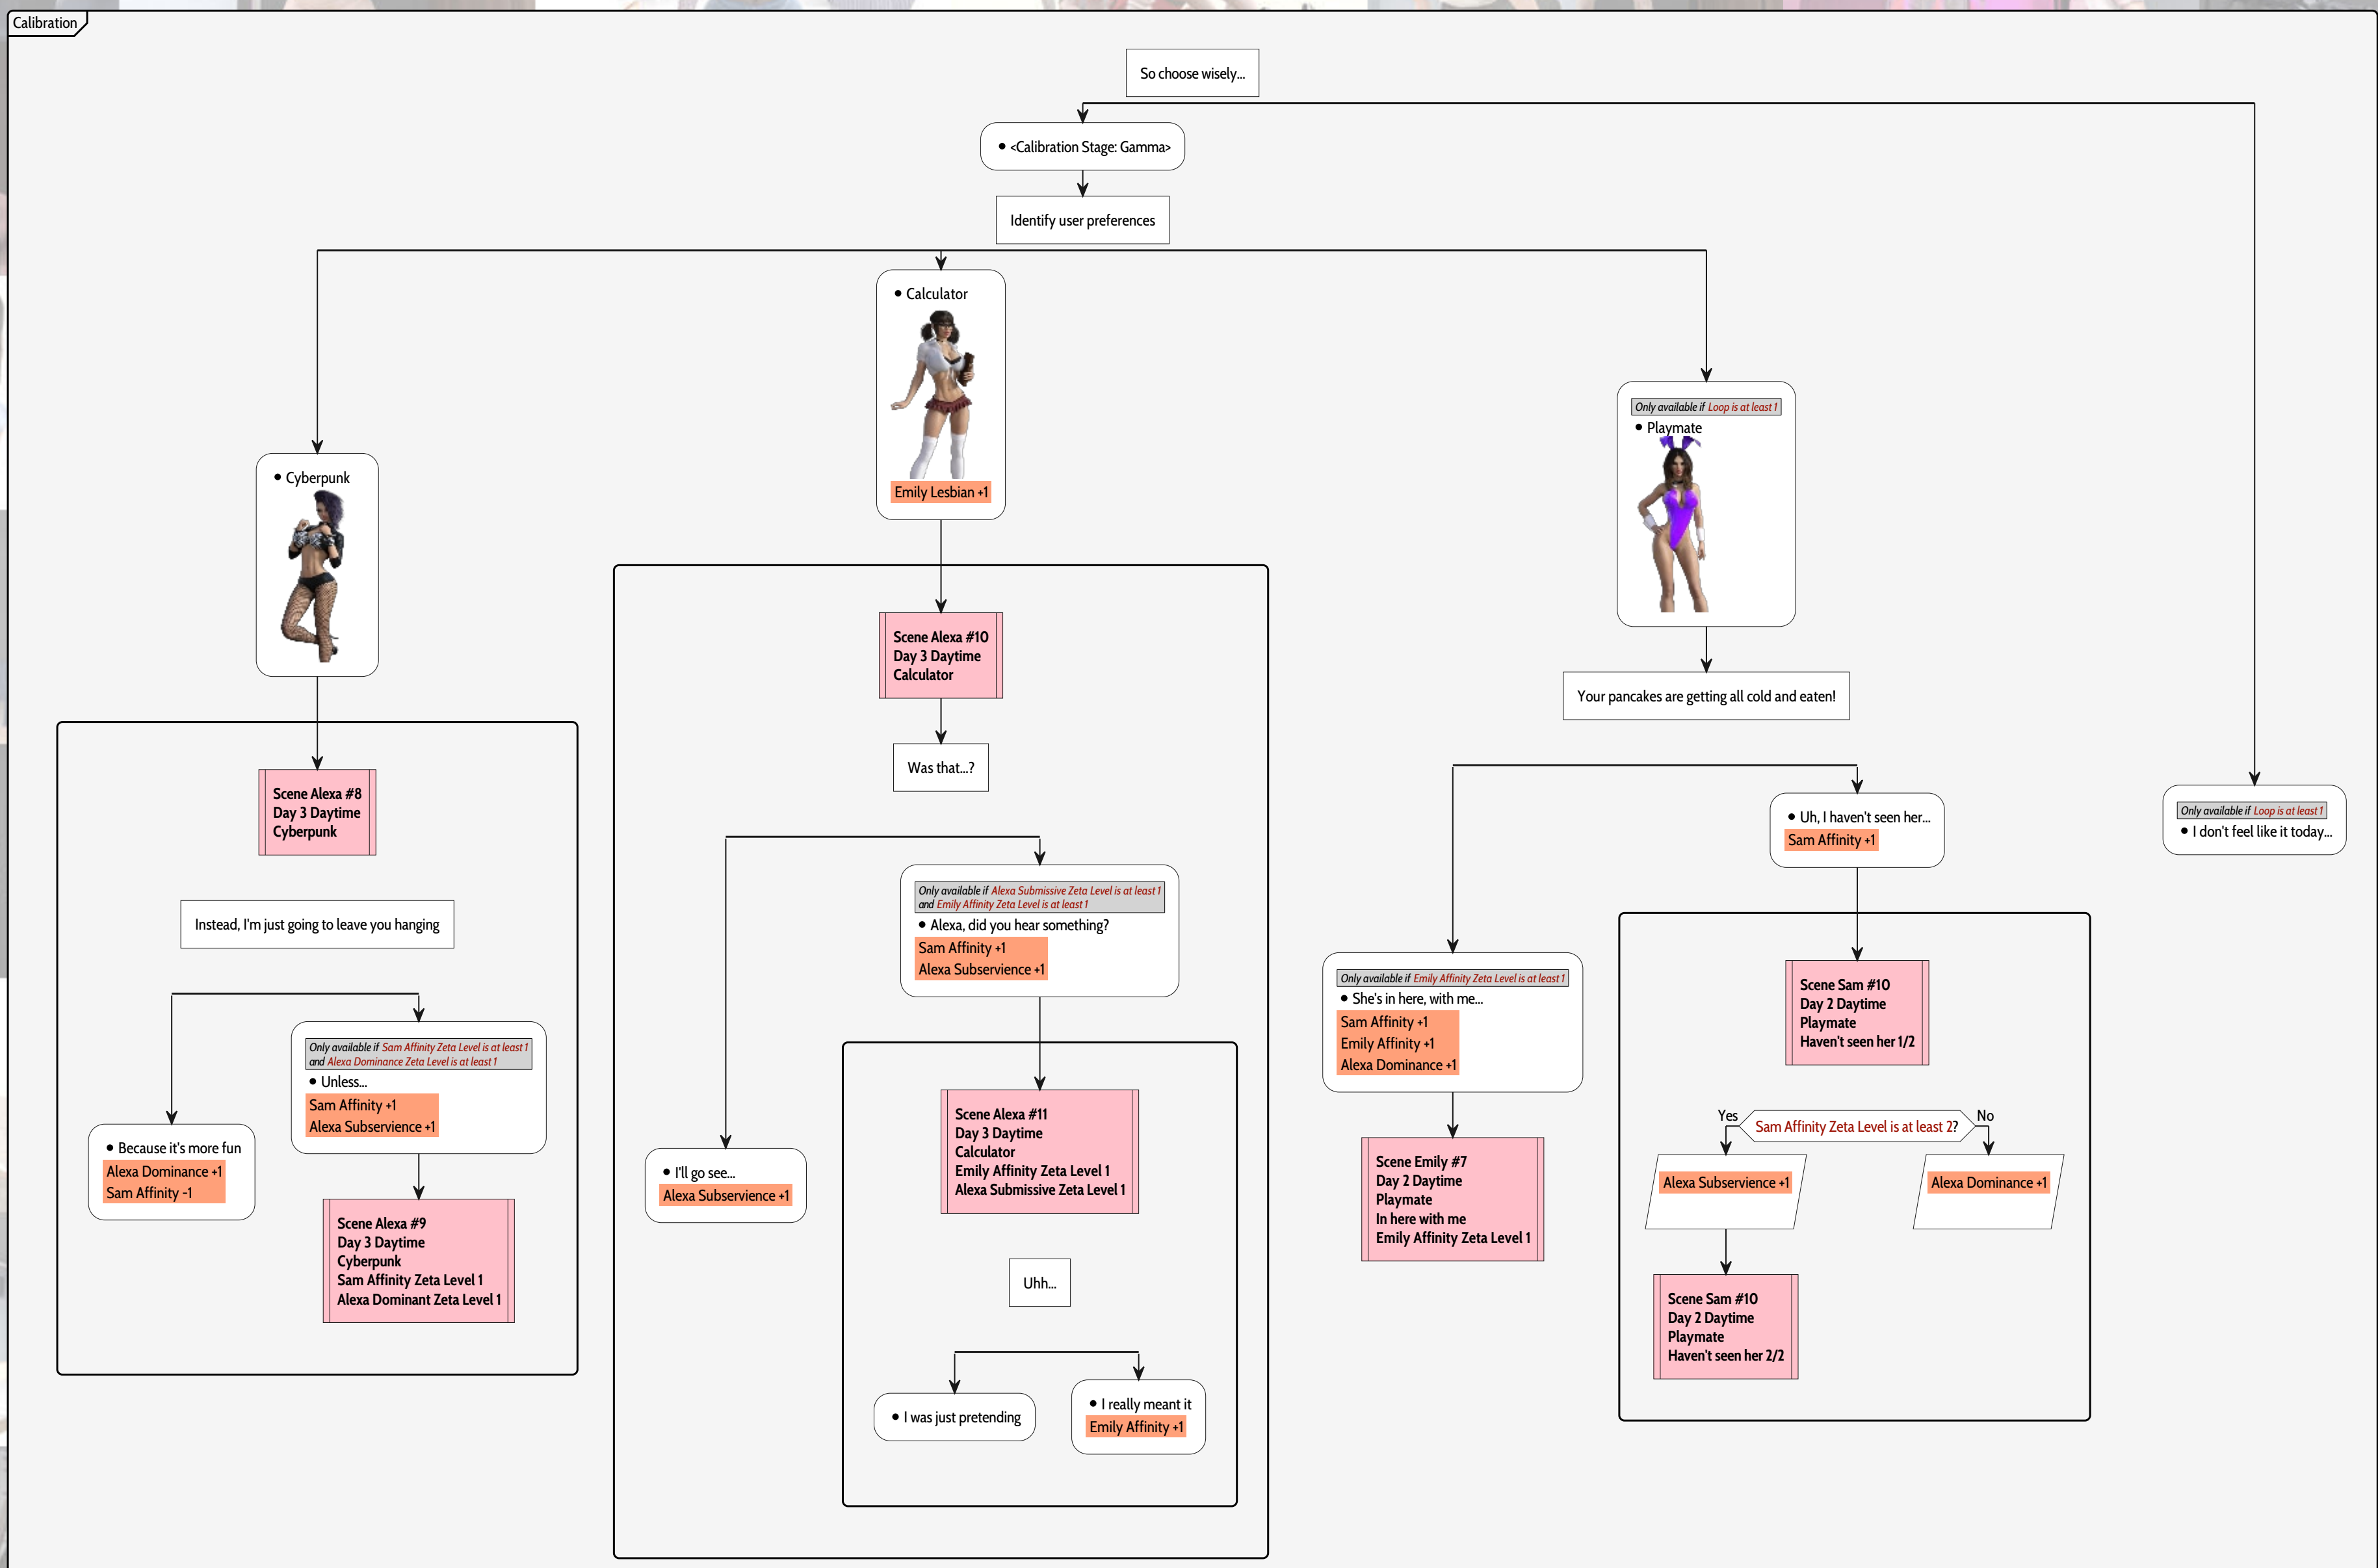 Calibration
So choose wisely...
• <Calibration Stage: Gamma>
Identify user preferences
• Cyberpunk
Scene Alexa #8
Day 3 Daytime
Cyberpunk
Instead, I'm just going to leave you hanging
• Because it's more fun
Alexa Dominance +1
Sam Affinity -1
Only available if Sam Affinity Zeta Level is at least 1
and Alexa Dominance Zeta Level is at least 1
• Unless...
Sam Affinity +1
Alexa Subservience +1
Scene Alexa #9
Day 3 Daytime
Cyberpunk
Sam Affinity Zeta Level 1
Alexa Dominant Zeta Level 1
• Calculator
Emily Lesbian +1
Scene Alexa #10
Day 3 Daytime
Calculator
Was that...?
• I'll go see...
Alexa Subservience +1
Only available if Alexa Submissive Zeta Level is at least 1
and Emily Affinity Zeta Level is at least 1
• Alexa, did you hear something?
Sam Affinity +1
Alexa Subservience +1
Scene Alexa #11
Day 3 Daytime
Calculator
Emily Affinity Zeta Level 1
Alexa Submissive Zeta Level 1
Uhh...
• I was just pretending
• I really meant it
Emily Affinity +1
Only available if Loop is at least 1
• Playmate
Your pancakes are getting all cold and eaten!
Only available if Emily Affinity Zeta Level is at least 1
• She's in here, with me...
Sam Affinity +1
Emily Affinity +1
Alexa Dominance +1
Scene Emily #7
Day 2 Daytime
Playmate
In here with me
Emily Affinity Zeta Level 1
• Uh, I haven't seen her...
Sam Affinity +1
Scene Sam #10
Day 2 Daytime
Playmate
Haven't seen her 1/2
Yes
Sam Affinity Zeta Level is at least 2?
No
Alexa Subservience +1
Alexa Dominance +1
Scene Sam #10
Day 2 Daytime
Playmate
Haven't seen her 2/2
Only available if Loop is at least 1
• I don't feel like it today...